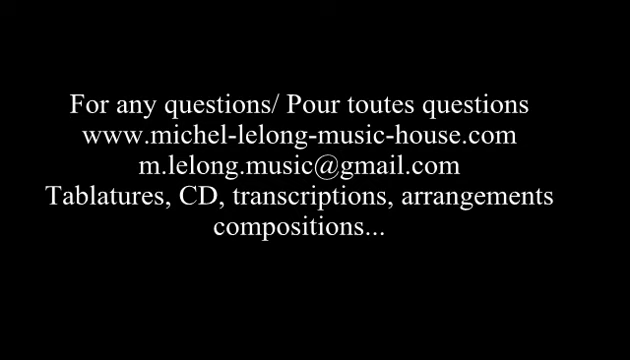 For any questions/ Pour toutes questions
www.michel-lelong-music-house.com
m.lelong.music@gmail.com
Tablatures, CD, transcriptions, arrangements
compositions...